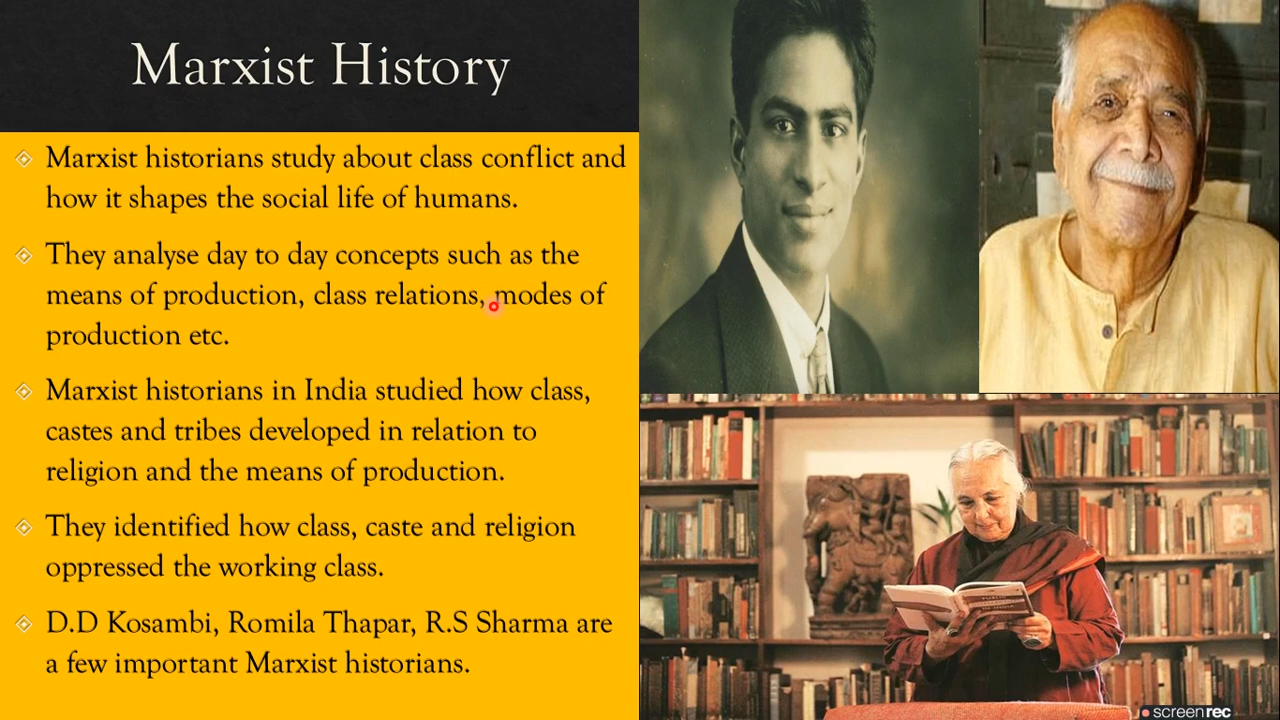 Marxist History
Marxist historians study about class conflict and
how it shapes the social life of humans.
They analyse day to day concepts such as the
means of production, class relations, modes of
production etc.
Marxist historians in India studied how class,
castes and tribes developed in relation to
religion and the means of production.
They identified how class, caste and religion
oppressed the working class.
D.D Kosambi, Romila Thapar, R.S Sharma are
a few important Marxist historians.
PUBLIC
IN INDIA
screenrec